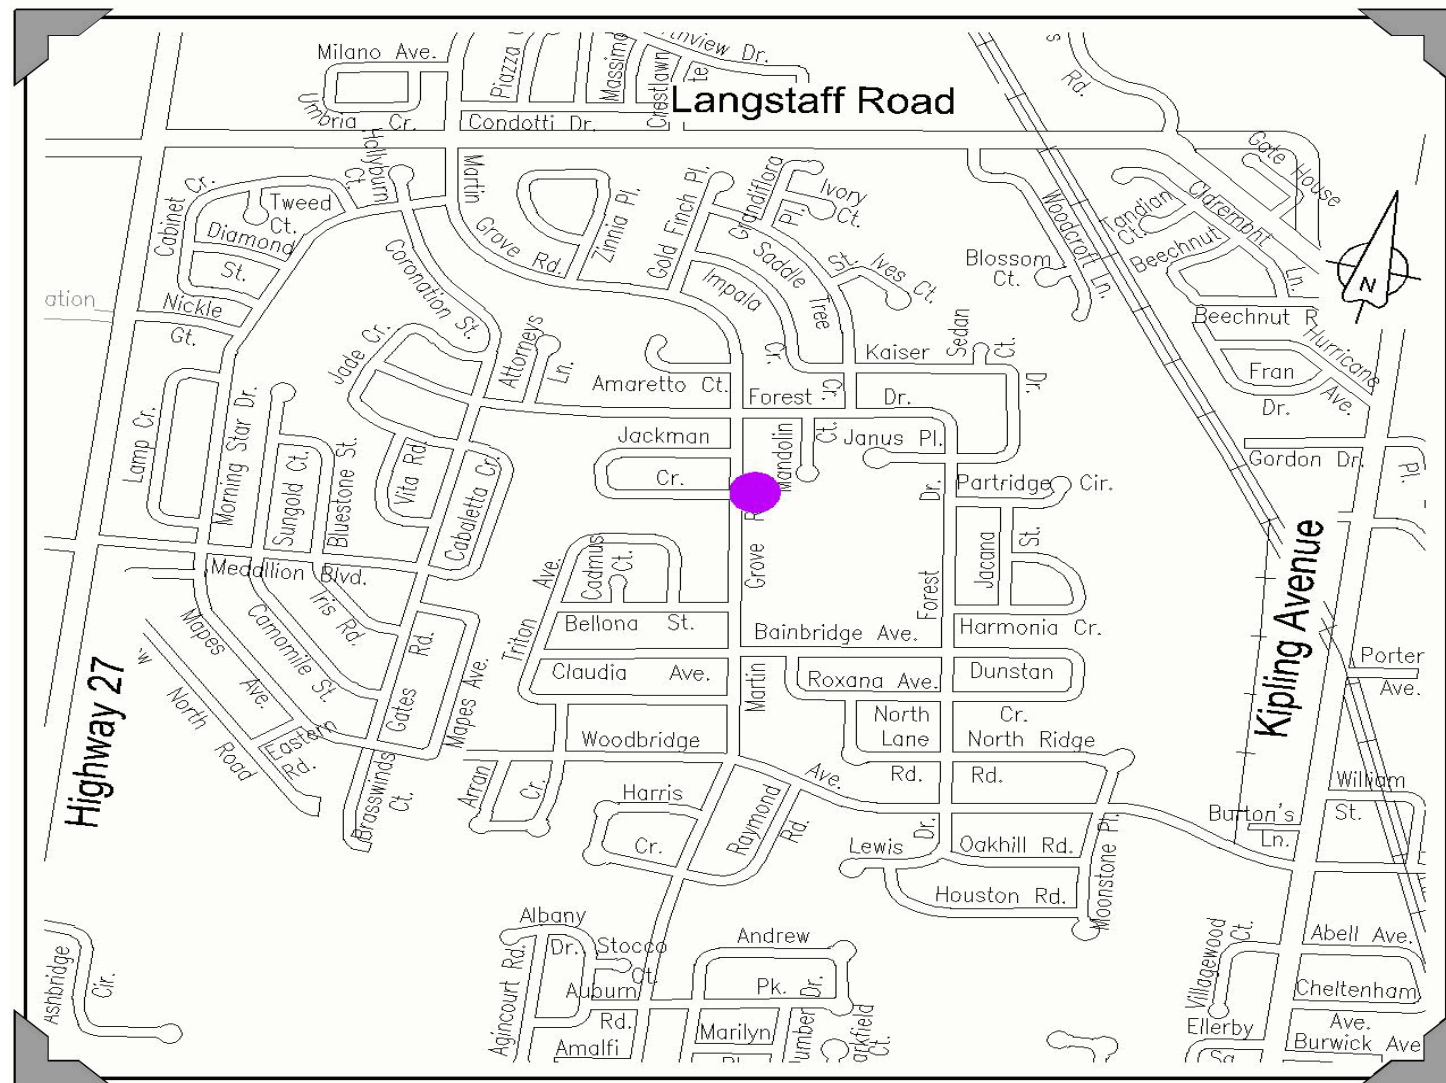 Milano Ave.
Piazza
Massimo
Crestlawn
thview Dr.
Rd.
Langstaff Road
Umbria Cr.
Condotti Dr.
Hollyburn
Ct.
Martin
Grove Rd.
Gate House
Cabinet Cr.
Tweed
Ct.
Diamond
St.
Zinnia Pl.
Gold Finch Pl.
Grandiflora
Pl.
Ivory
Ct.
Woodcroft Ln.
Tandian
Ct.
Claremont
Ln.
Beechnut
Blossom
Ct.
Coronation St.
Saddle Tree
Cr.
St. Ives Ct.
Impala
Cr.
N
ation
Nickle
Gt.
Beechnut R
Hurricane
Ave.
Jade Cr.
Attorneys
Ln.
Sedan
Ct.
Kaiser
Dr.
Fran
Dr.
Amaretto Ct.
Forest Dr.
Lamp Cr.
Morning Star Dr.
Jackman
Cr.
Mandolin
Ct.
Janus Pl.
Gordon Dr.
Pl.
Sungold Ct.
Bluestone St.
Vita Rd.
Cabaletta Cr.
Partridge Cir.
Forest Dr.
Jacana
St.
Medallion Blvd.
Iris Rd.
Camomile St.
Mapes
Ave.
Triton
Ave.
Cadmus
Ct.
Martin
Grove
Bellona St.
Bainbridge Ave.
Harmonia Cr.
Kipling Avenue
Highway 27
North Road
Eastern
Rd.
Gates
Rd.
Mapes Ave.
Claudia Ave.
Roxana Ave.
Dunstan
Cr.
Porter
Ave.
Woodbridge
Ave.
North
Lane
Rd.
North Ridge
Rd.
Brasswinds
Ct.
Arran
Cr.
Harris
Cr.
Raymond
Rd.
Dr.
Lewis
Oakhill Rd.
Houston Rd.
Moonstone Pl.
Burton's
Ln.
William
St.
Ashbridge
Cir.
Albany
Dr.
Agincourt Rd.
Stocco
Ct.
Auburn
Rd.
Amalfi
Andrew
Pk.
Dr.
Marilyn
Ct.
Villagewood
Ct.
Abell Ave.
Cheltenham
Ave.
Ellerby
Sq
Burwick Ave